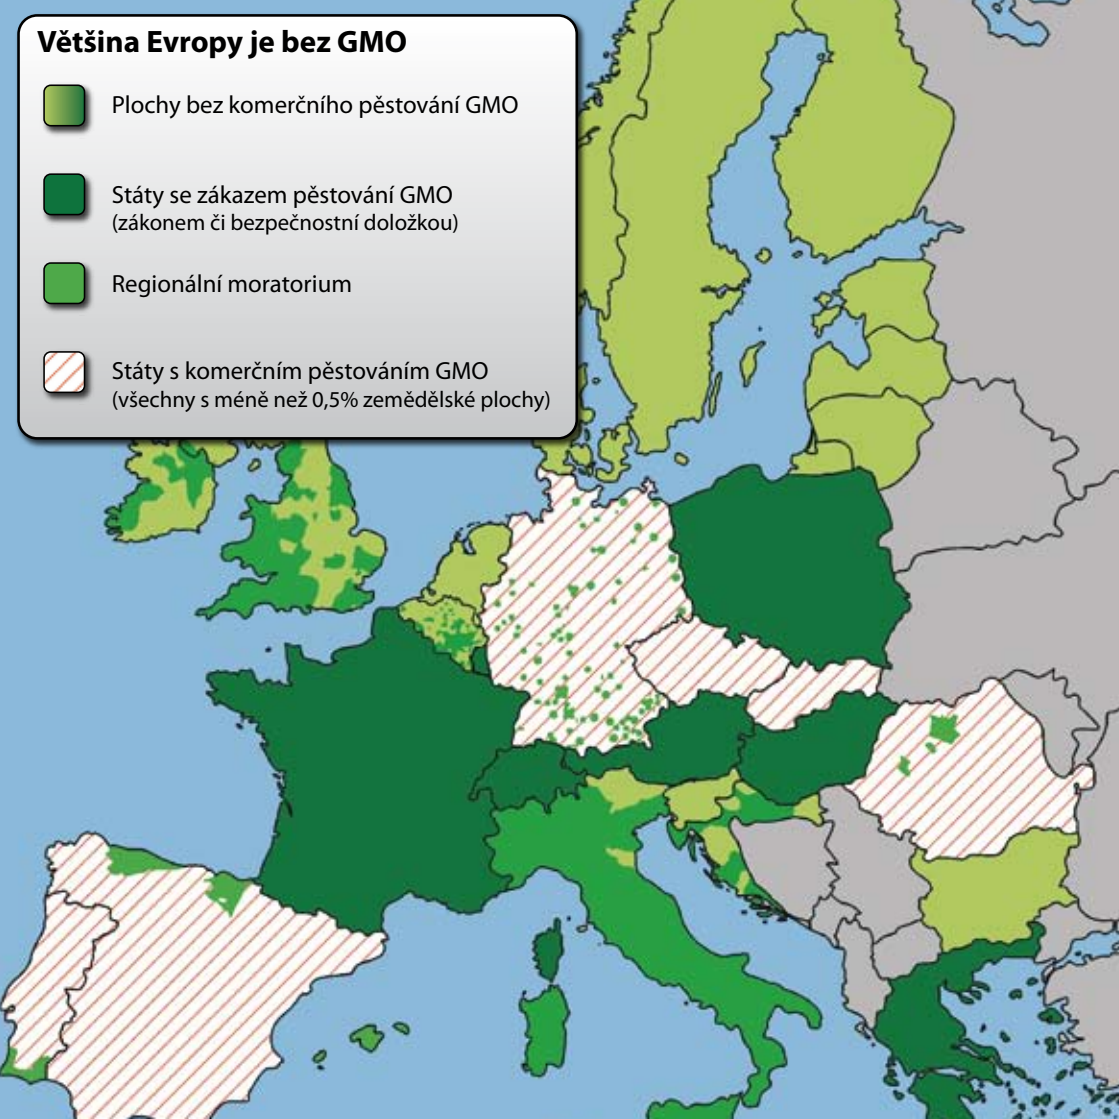 Většina Evropy je bez GMO
Plochy bez komerčního pěstování GMO
Státy se zákazem pěstování GMO
(zákonem či bezpečnostní doložkou)
Regionální moratorium
Státy s komerčním pěstováním GMO
(všechny s méně než 0,5% zemědělské plochy)